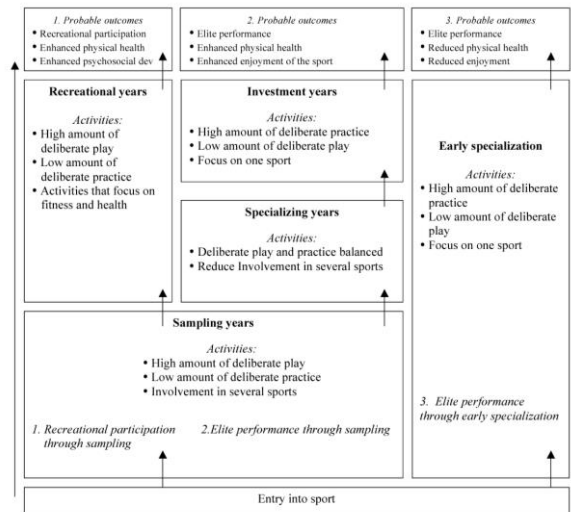 1. Probable outcomes
• Recreational participation
• Enhanced physical health
• Enhanced psychosocial dev
2. Probable outcomes
• Elite performance
• Enhanced physical health
• Enhanced enjoyment of the sport
3. Probable outcomes
• Elite performance
• Reduced physical health
• Reduced enjoyment
Recreational years
Activities:
• High amount of
deliberate play
• Low amount of
deliberate practice
• Activities that focus on
fitness and health
Investment years
Activities:
• High amount of deliberate practice
• Low amount of deliberate play
• Focus on one sport
Specializing years
Activities:
• Deliberate play and practice balanced
• Reduce Involvement in several sports
Early specialization
Activities:
• High amount of deliberate
practice
• Low amount of deliberate
play
• Focus on one sport
Sampling years
Activities:
• High amount of deliberate play
• Low amount of deliberate practice
• Involvement in several sports
1. Recreational participation
through sampling
2.Elite performance through sampling
3. Elite performance
through early specialization
Entry into sport